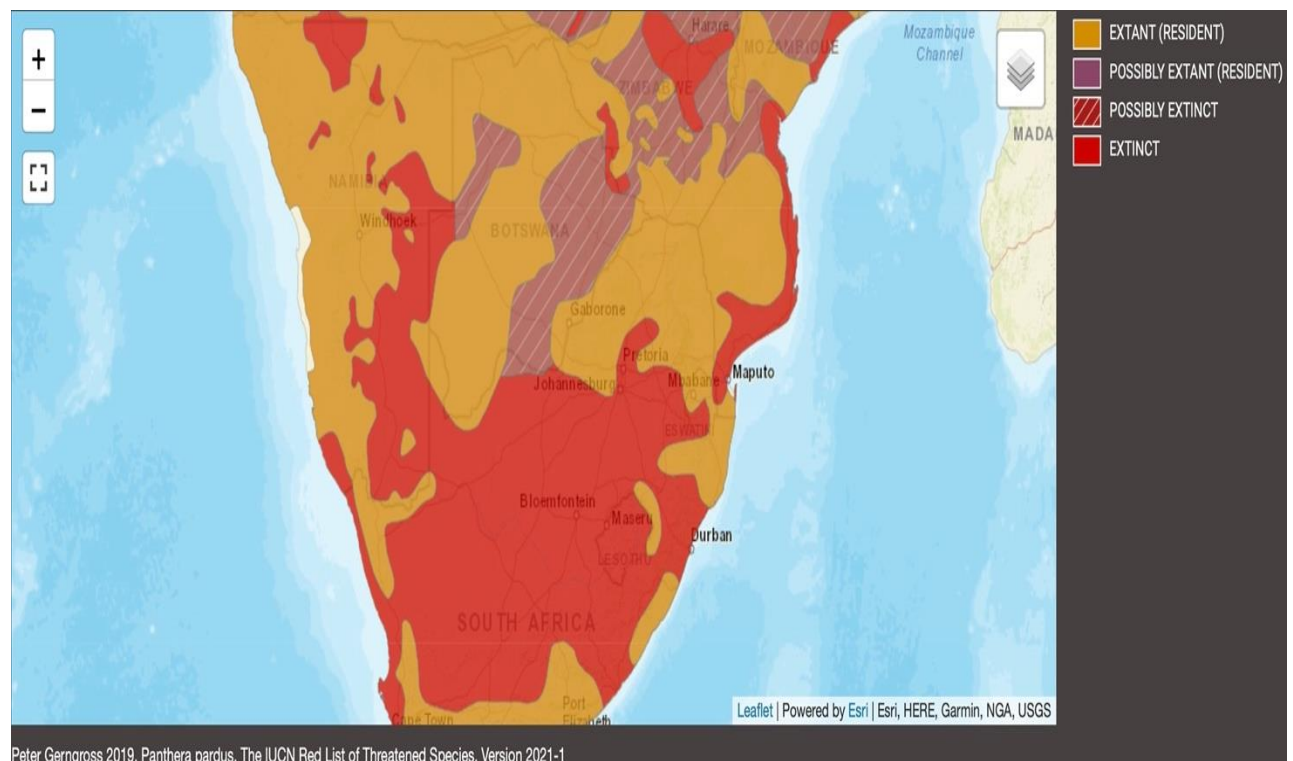 +
−
Harare
MOZAMBIQUE
ZIMBABWE
Mozambique
Channel
MADA
NAMIBIA
Windhoek
BOTSWANA
Gaborone
Pretoria
Johannesburg
Mbabane
Maputo
ESWATINI
Bloemfontein
Maseru
Durban
LESOTHO
SOUTH AFRICA
Cape Town
Port
Elizabeth
Leaflet | Powered by Esri | Esri, HERE, Garmin, NGA, USGS
EXTANT (RESIDENT)
POSSIBLY EXTANT (RESIDENT)
POSSIBLY EXTINCT
EXTINCT
Peter Gerngross 2019. Panthera pardus. The IUCN Red List of Threatened Species. Version 2021-1